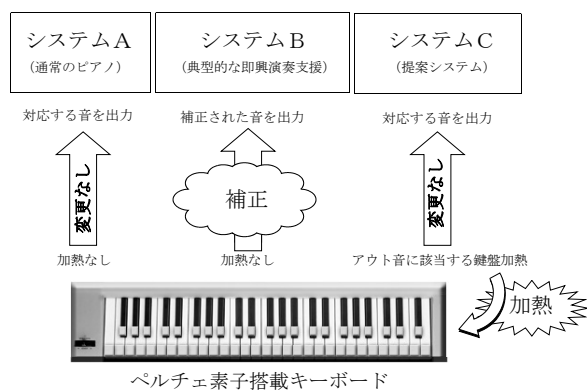 システムA
（通常のピアノ）
システムB
（典型的な即興演奏支援）
システムC
（提案システム）
対応する音を出力
補正された音を出力
対応する音を出力
変更なし
補正
変更なし
加熱なし
加熱なし
アウト音に該当する鍵盤加熱
加熱
ペルチェ素子搭載キーボード